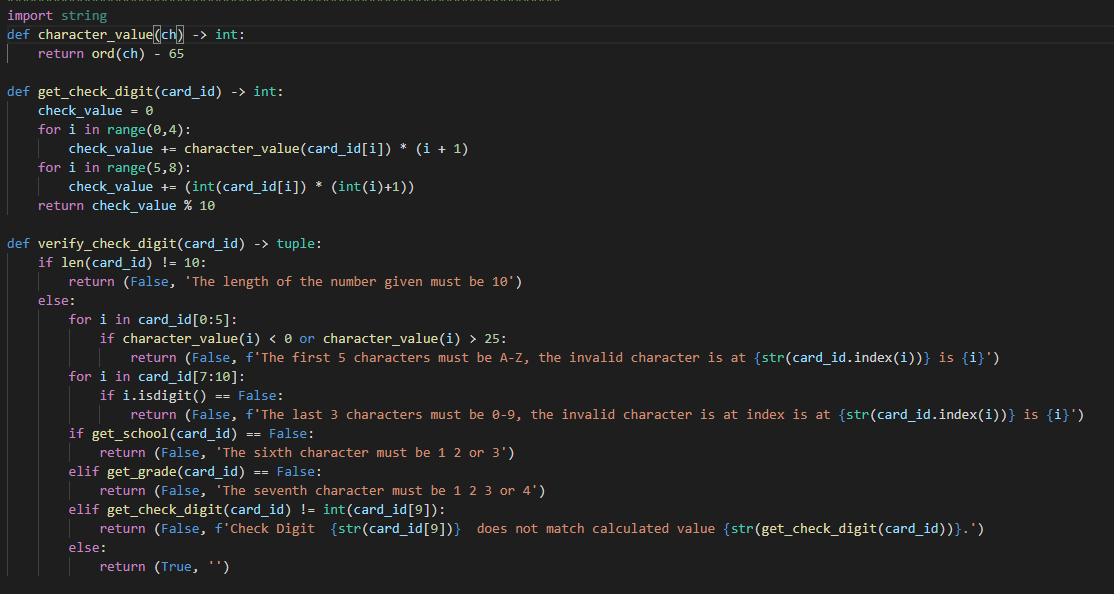 import string
def character_value(ch) -> int:
    return ord(ch) - 65

def get_check_digit(card_id) -> int:
    check_value = 0
    for i in range(0,4):
        check_value += character_value(card_id[i]) * (i + 1)
    for i in range(5,8):
        check_value += (int(card_id[i]) * (int(i)+1))
    return check_value % 10

def verify_check_digit(card_id) -> tuple:
    if len(card_id) != 10:
        return (False, 'The length of the number given must be 10')
    else:
        for i in card_id[0:5]:
            if character_value(i) < 0 or character_value(i) > 25:
                return (False, f'The first 5 characters must be A-Z, the invalid character is at {str(card_id.index(i))} is {i}')
        for i in card_id[7:10]:
            if i.isdigit() == False:
                return (False, f'The last 3 characters must be 0-9, the invalid character is at index is at {str(card_id.index(i))} is {i}')
        if get_school(card_id) == False:
            return (False, 'The sixth character must be 1 2 or 3')
        elif get_grade(card_id) == False:
            return (False, 'The seventh character must be 1 2 3 or 4')
        elif get_check_digit(card_id) != int(card_id[9]):
            return (False, f'Check Digit  {str(card_id[9])}  does not match calculated value {str(get_check_digit(card_id))}.')
        else:
            return (True, '')